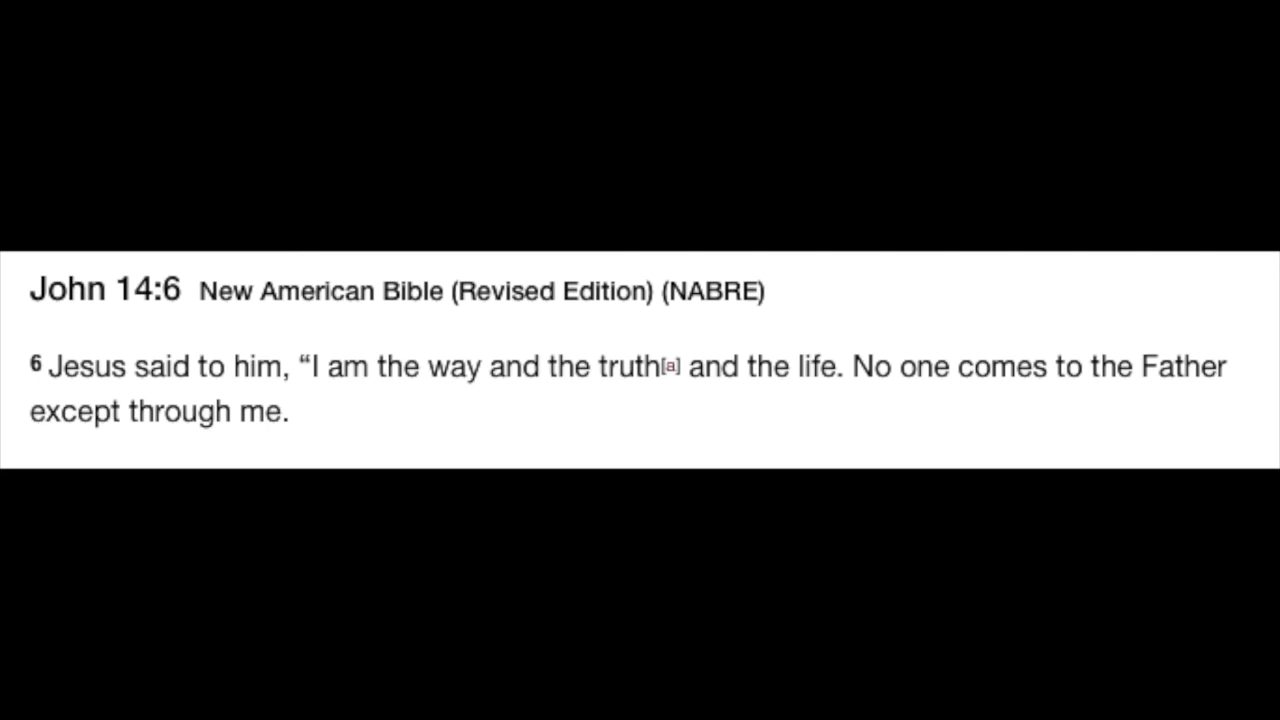 John 14:6 New American Bible (Revised Edition) (NABRE)
6 Jesus said to him, “I am the way and the truth[a] and the life. No one comes to the Father
except through me.